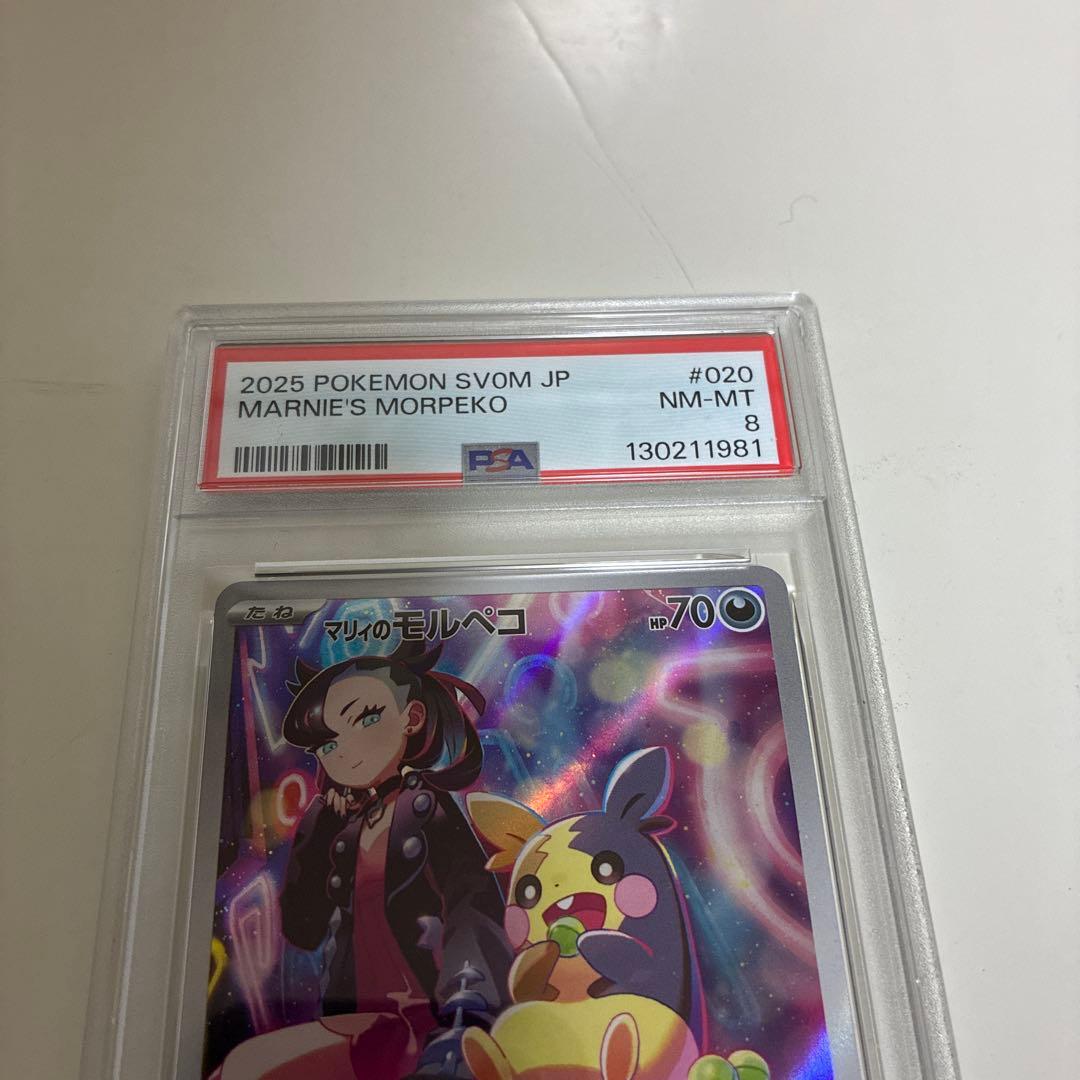 2025 POKEMON SV0M JP #020
MARNIE'S MORPEKO NM-MT
8
PSA 130211981
たね マリィのモルペコ HP70